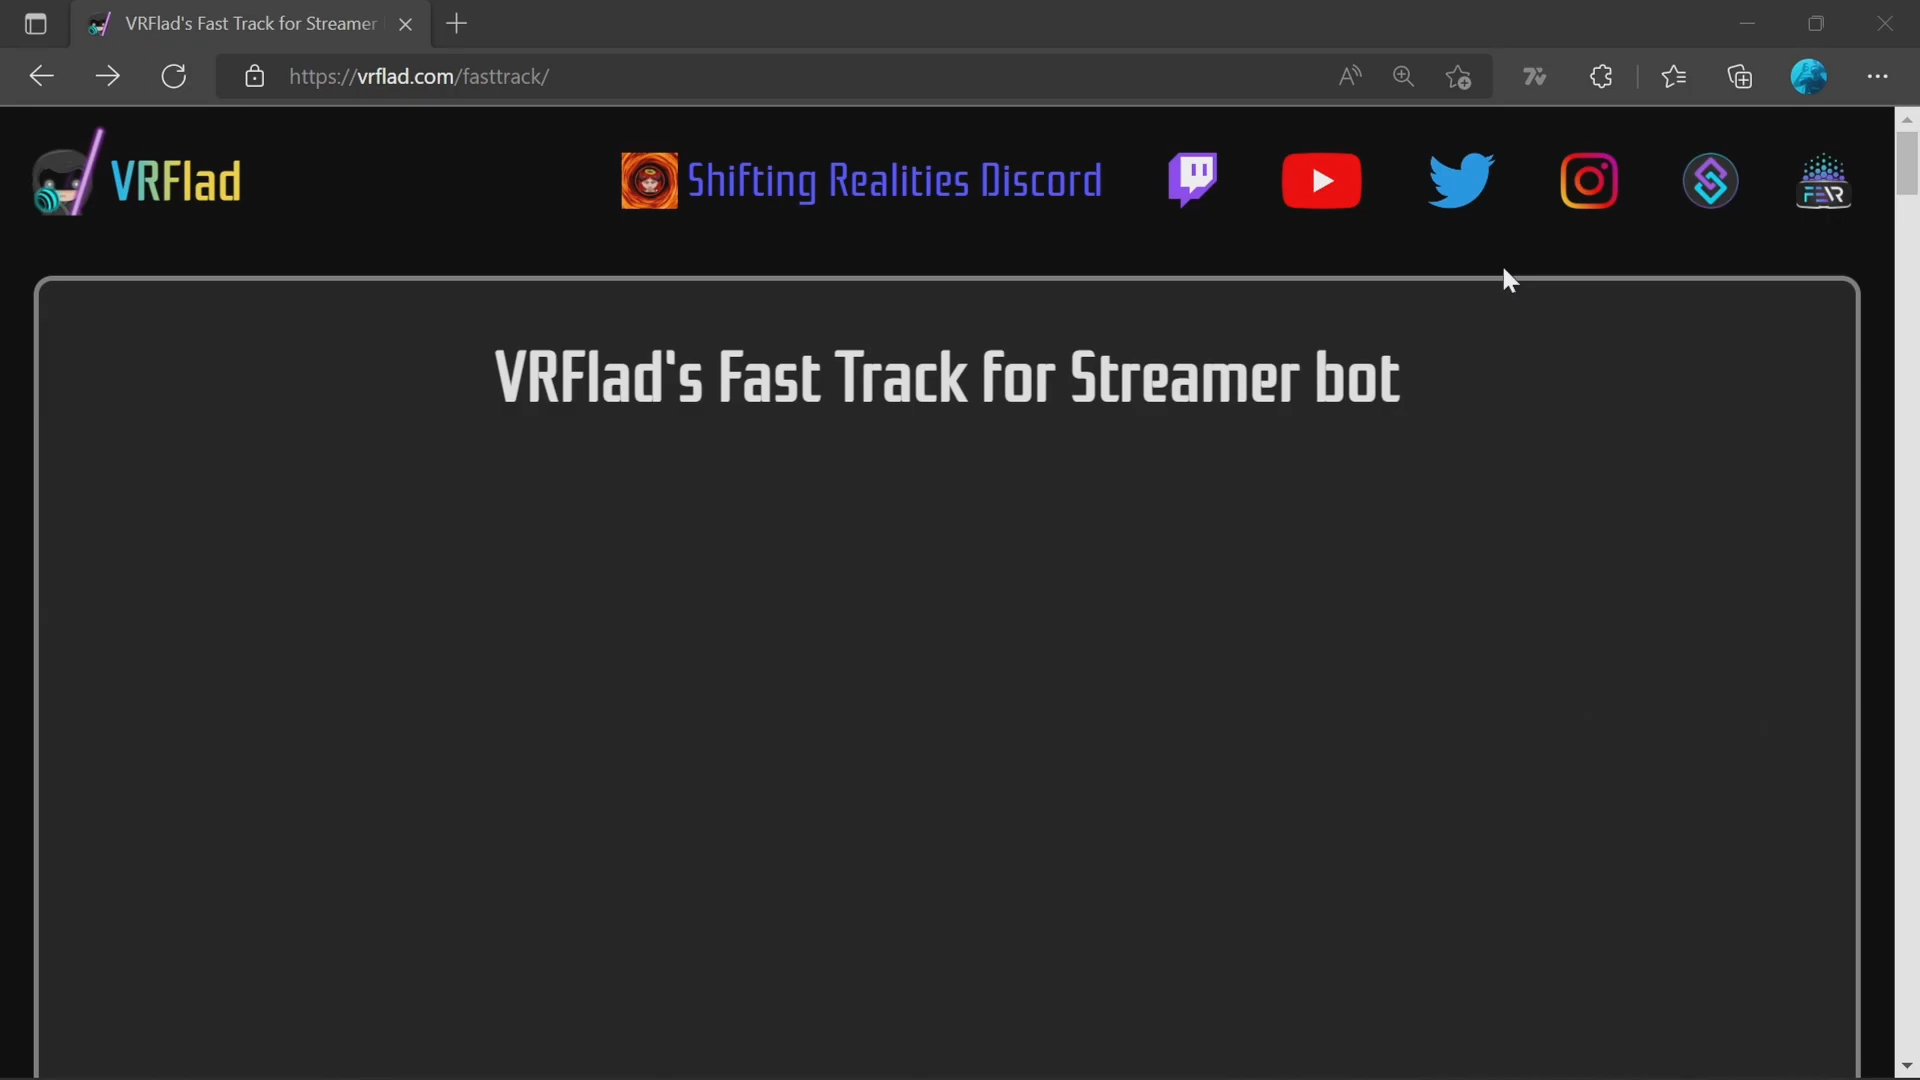 VRFlad's Fast Track for Streamer
https://vrflad.com/fasttrack/
VRFlad
Shifting Realities Discord
FEVR
VRFlad's Fast Track for Streamer bot